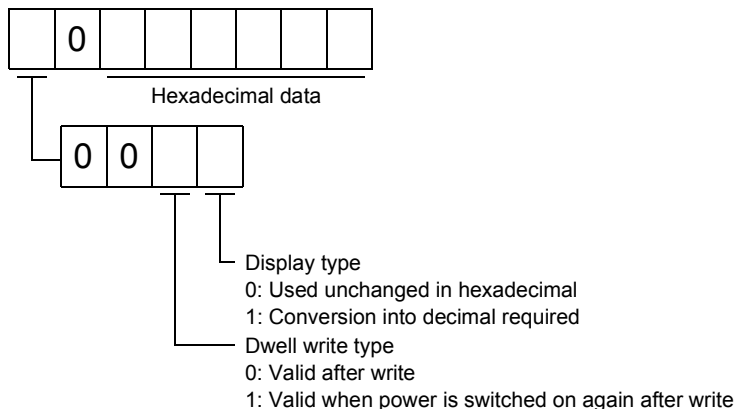 0
Hexadecimal data
0 0
Display type
0: Used unchanged in hexadecimal
1: Conversion into decimal required
Dwell write type
0: Valid after write
1: Valid when power is switched on again after write